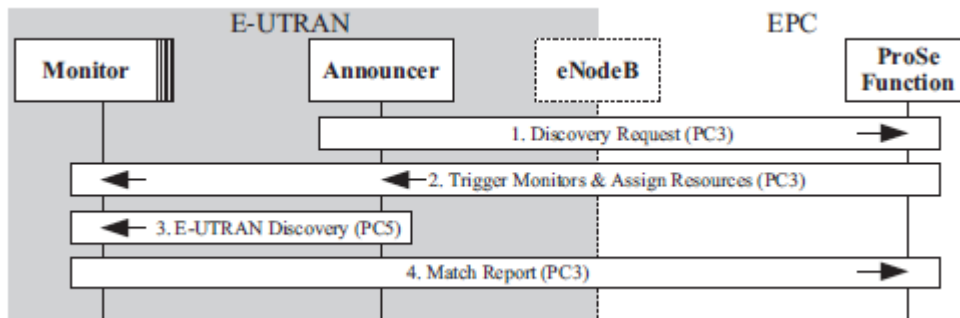 E-UTRAN
EPC
Monitor
Announcer
eNodeB
ProSe
Function
1. Discovery Request (PC3)
2. Trigger Monitors & Assign Resources (PC3)
3. E-UTRAN Discovery (PC5)
4. Match Report (PC3)